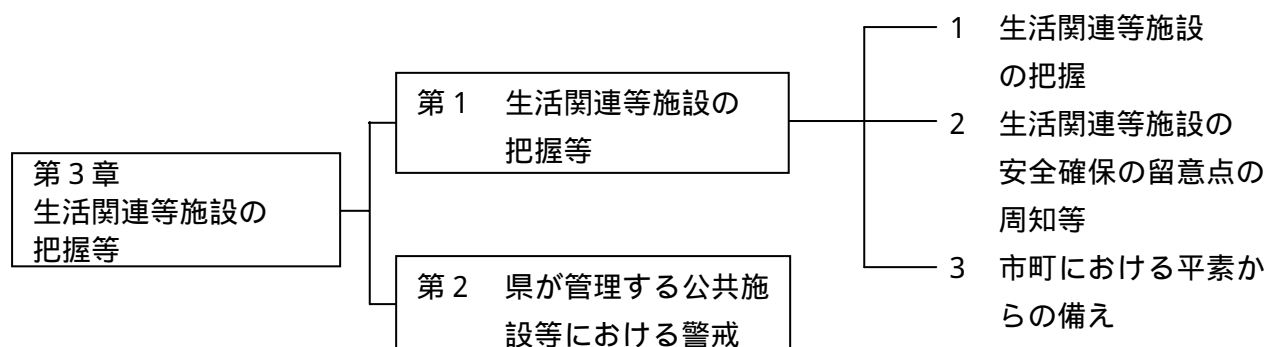 第３章
生活関連等施設の
把握等
第１　生活関連等施設の
把握等
第２　県が管理する公共施
設等における警戒
1　生活関連等施設
の把握
2　生活関連等施設の
安全確保の留意点の
周知等
3　市町における平素か
らの備え